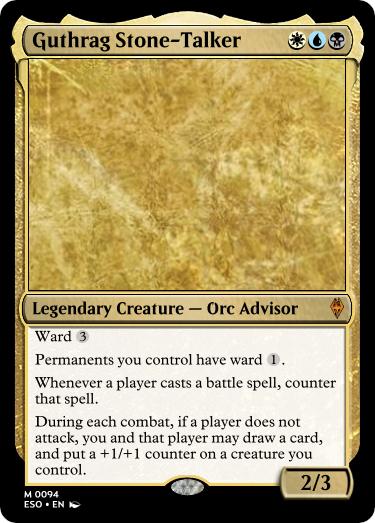 Guthrag Stone-Talker
Legendary Creature — Orc Advisor
Ward 3
Permanents you control have ward 1.
Whenever a player casts a battle spell, counter
that spell.
During each combat, if a player does not
attack, you and that player may draw a card,
and put a +1/+1 counter on a creature you
control.
2/3
M 0094
ESO • EN